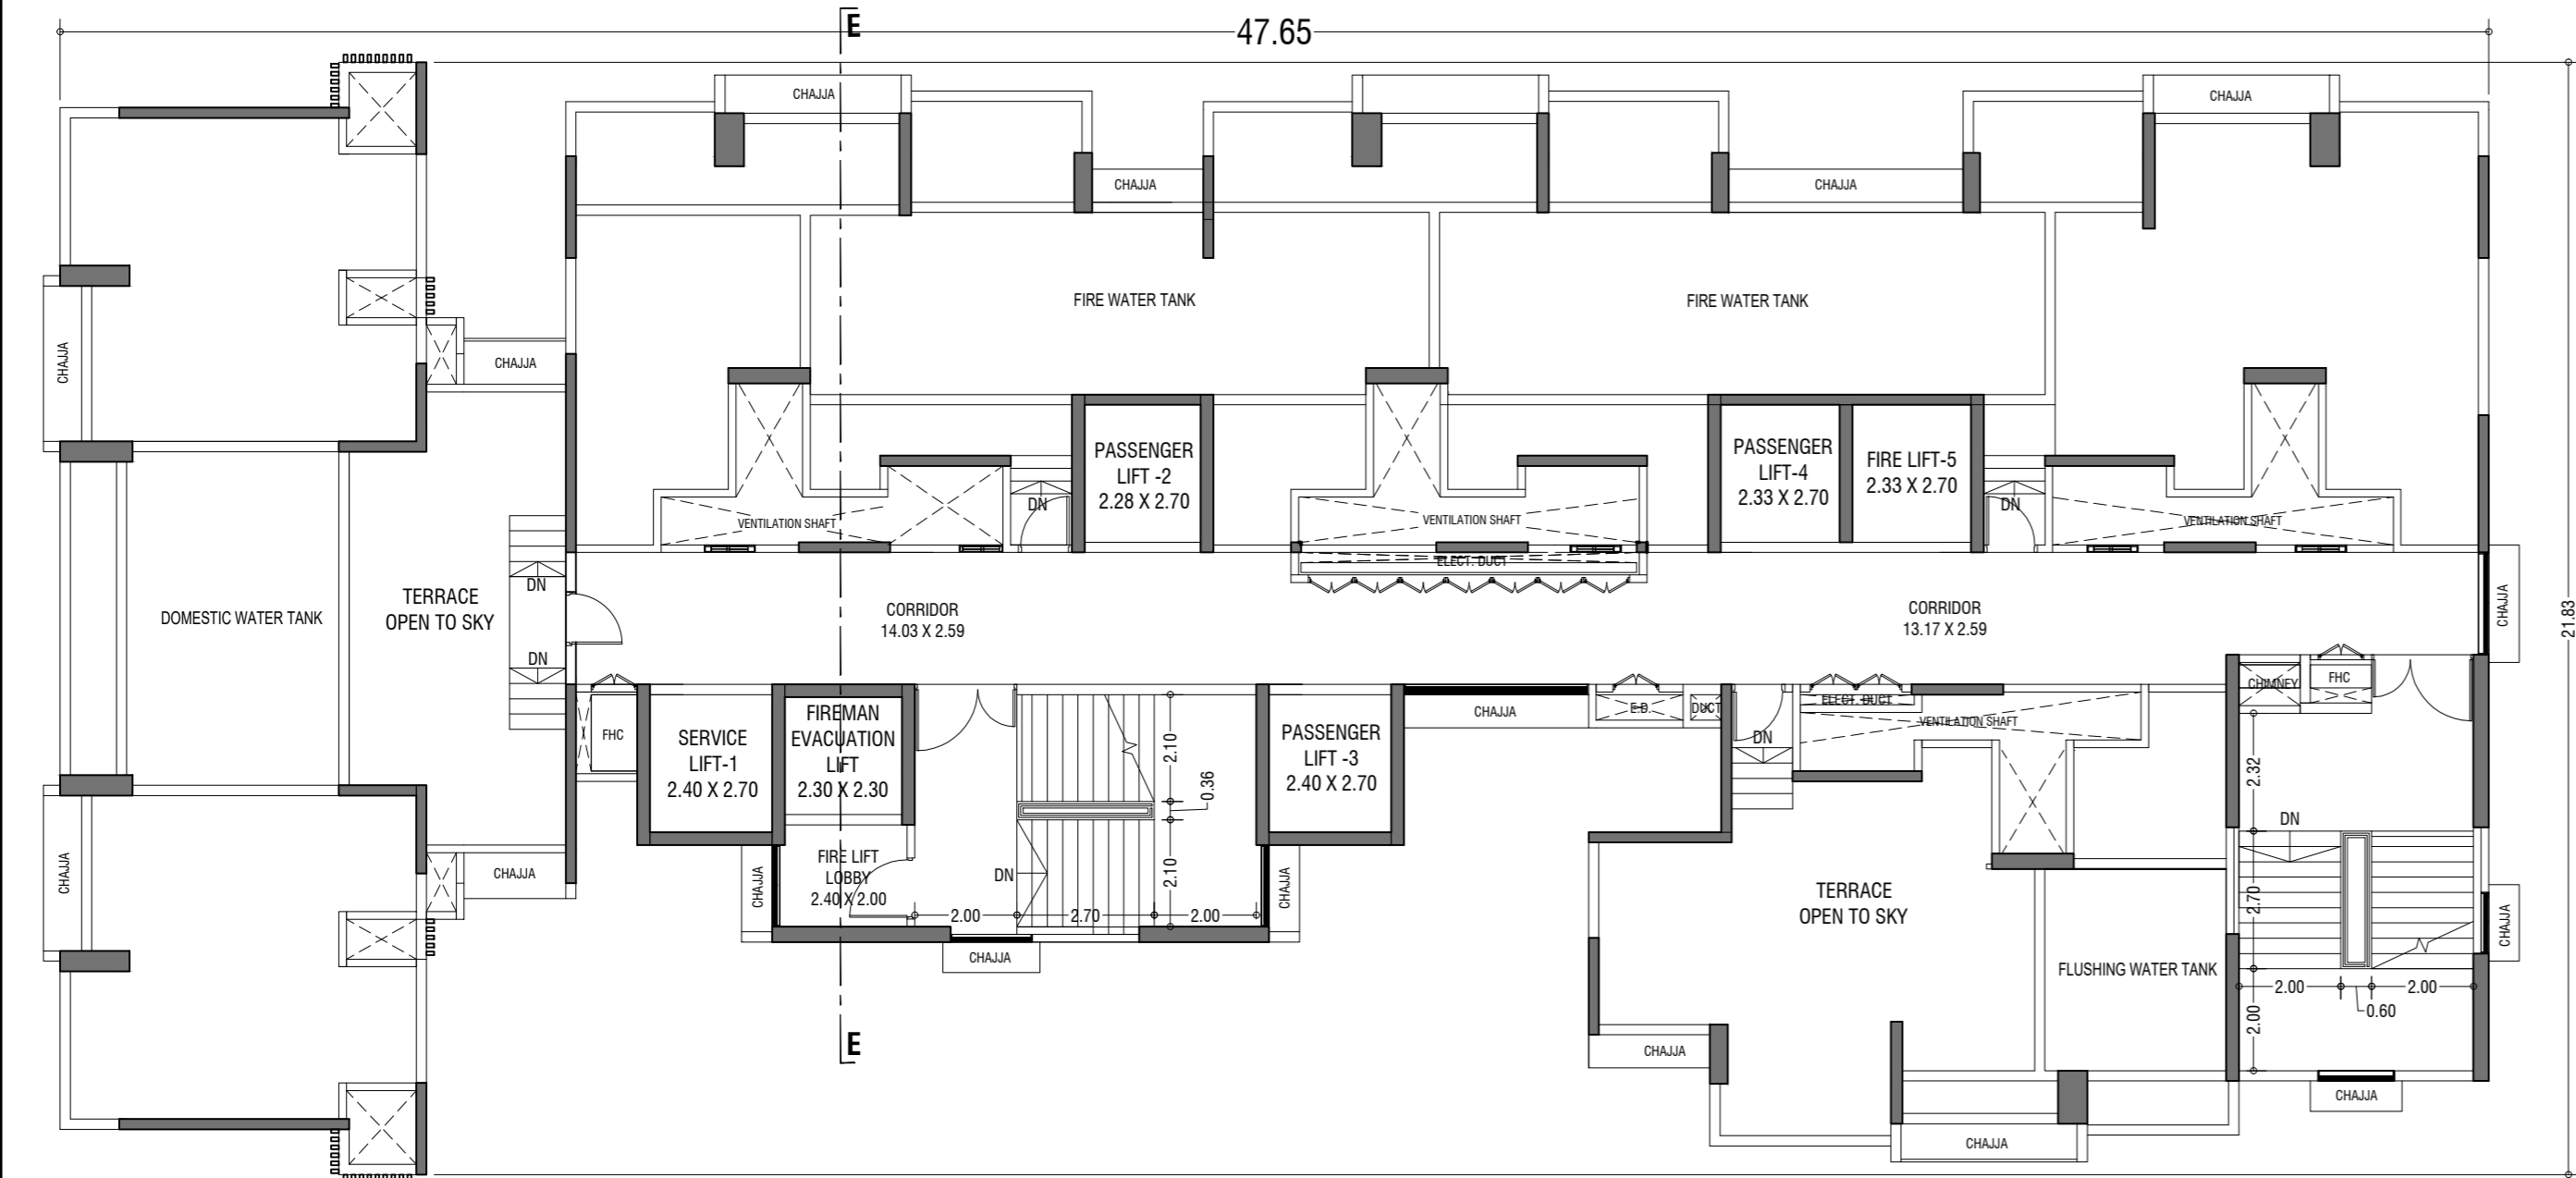 E
47.65
CHAJJA
CHAJJA
CHAJJA
CHAJJA
21.83
FIRE WATER TANK
FIRE WATER TANK
CHAJJA
CHAJJA
PASSENGER
LIFT -2
2.28 X 2.70
PASSENGER
LIFT-4
2.33 X 2.70
FIRE LIFT-5
2.33 X 2.70
DN
DN
VENTILATION SHAFT
VENTILATION SHAFT
VENTILATION SHAFT
ELECT. DUCT
DN
DN
TERRACE
OPEN TO SKY
DOMESTIC WATER TANK
CORRIDOR
14.03 X 2.59
CORRIDOR
13.17 X 2.59
CHAJJA
FHC
SERVICE
LIFT-1
2.40 X 2.70
FIREMAN
EVACUATION
LIFT
2.30 X 2.30
2.10
0.36
2.10
PASSENGER
LIFT -3
2.40 X 2.70
CHAJJA
E.D.
DUCT
DN
ELECT. DUCT
VENTILATION SHAFT
CHIMNEY
FHC
2.32
DN
2.70
2.00
CHAJJA
CHAJJA
CHAJJA
FIRE LIFT
LOBBY
2.40 X 2.00
DN
2.00
2.70
2.00
CHAJJA
CHAJJA
TERRACE
OPEN TO SKY
FLUSHING WATER TANK
2.00
2.00
0.60
CHAJJA
CHAJJA
E
CHAJJA
CHAJJA
CHAJJA